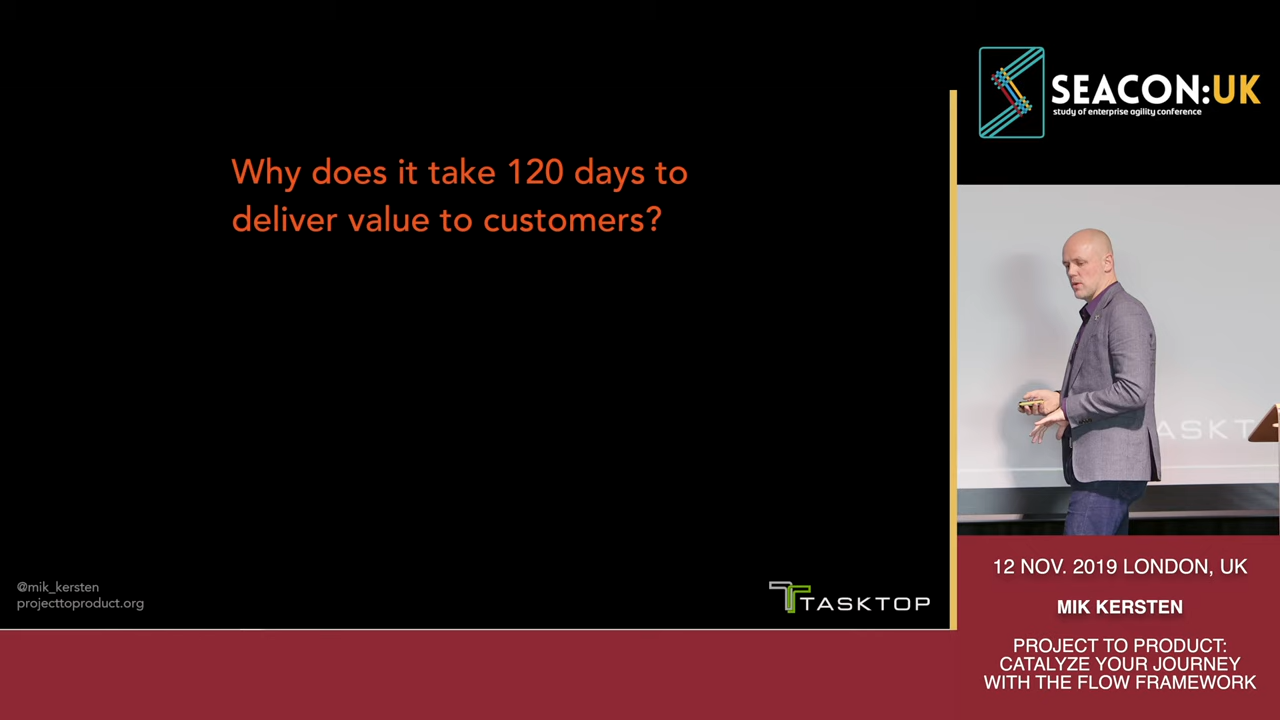 Why does it take 120 days to
deliver value to customers?
@mik_kersten
projecttoproduct.org
TASKTOP
SEACON:UK
study of enterprise agility conference
ASKT
12 NOV. 2019 LONDON, UK
MIK KERSTEN
PROJECT TO PRODUCT:
CATALYZE YOUR JOURNEY
WITH THE FLOW FRAMEWORK